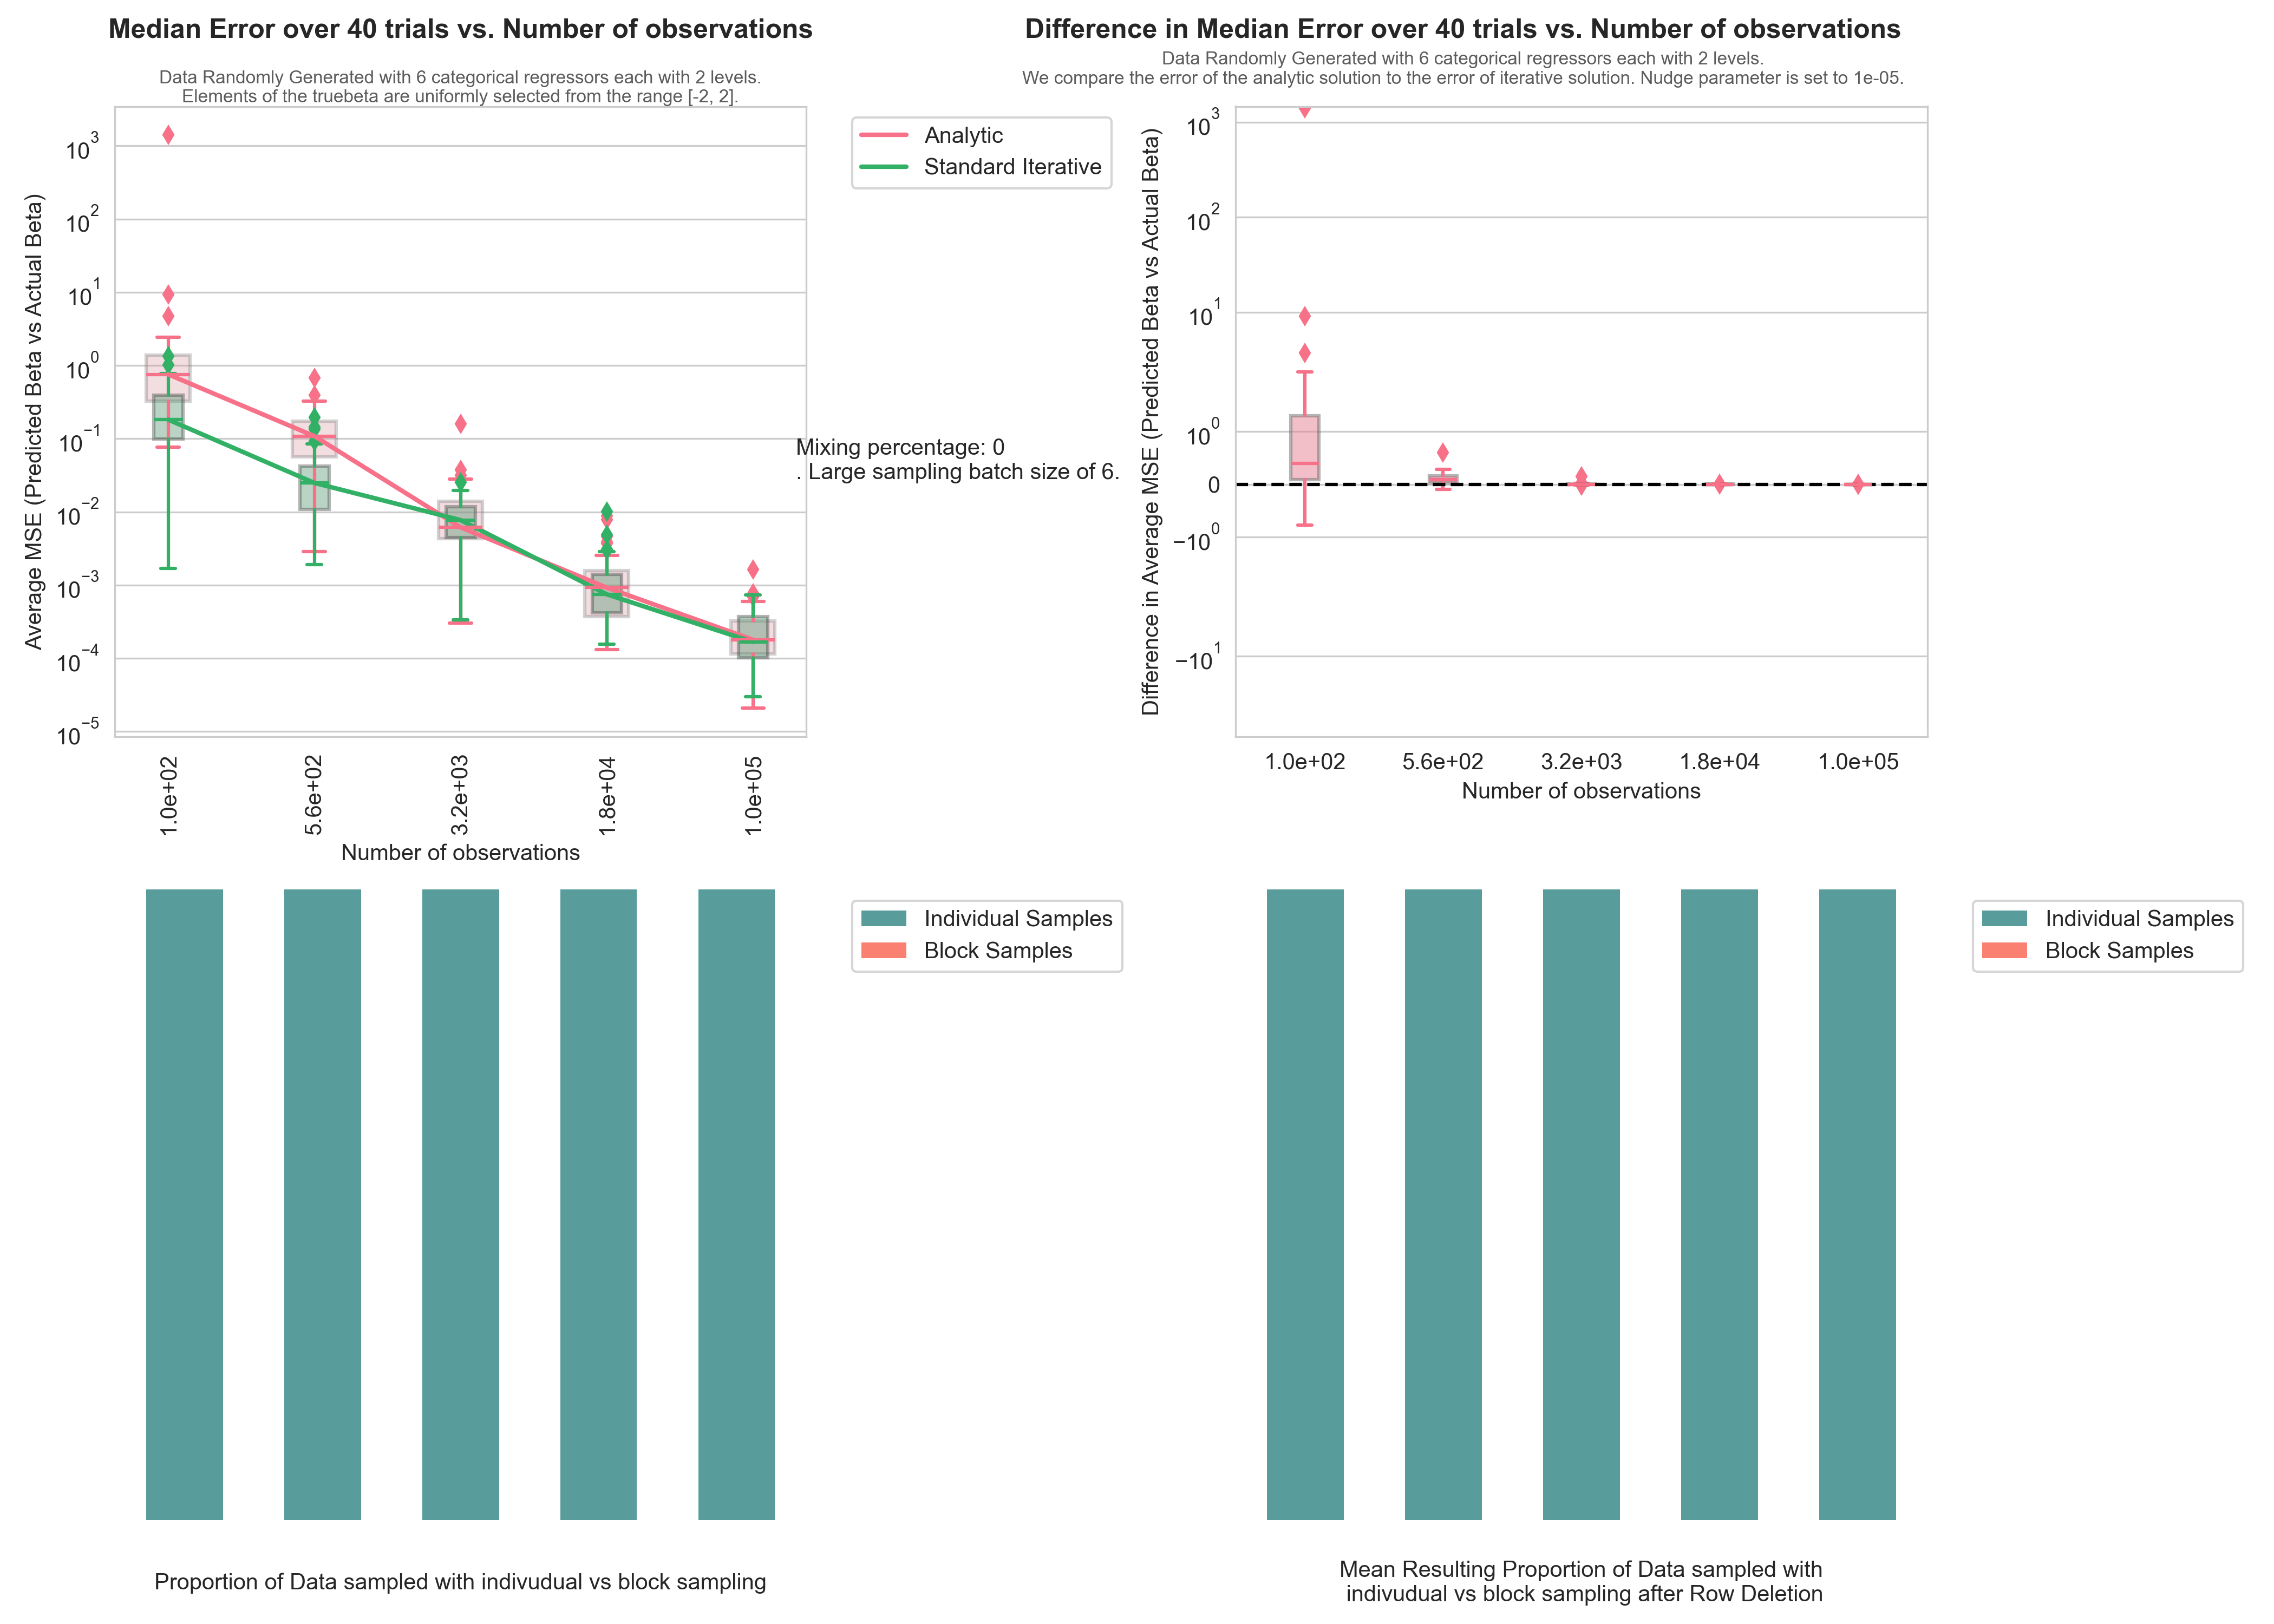 Median Error over 40 trials vs. Number of observations
Data Randomly Generated with 6 categorical regressors each with 2 levels.
Elements of the truebeta are uniformly selected from the range [-2, 2].
Average MSE (Predicted Beta vs Actual Beta)
10^3
10^2
10^1
10^0
10^−1
10^−2
10^−3
10^−4
10^−5
1.0e+02
5.6e+02
3.2e+03
1.8e+04
1.0e+05
Number of observations
Analytic
Standard Iterative
Mixing percentage: 0
. Large sampling batch size of 6.
Difference in Median Error over 40 trials vs. Number of observations
Data Randomly Generated with 6 categorical regressors each with 2 levels.
We compare the error of the analytic solution to the error of iterative solution. Nudge parameter is set to 1e-05.
Difference in Average MSE (Predicted Beta vs Actual Beta)
10^3
10^2
10^1
10^0
0
−10^0
−10^1
1.0e+02
5.6e+02
3.2e+03
1.8e+04
1.0e+05
Number of observations
Individual Samples
Block Samples
Proportion of Data sampled with indivudual vs block sampling
Individual Samples
Block Samples
Mean Resulting Proportion of Data sampled with
indivudual vs block sampling after Row Deletion